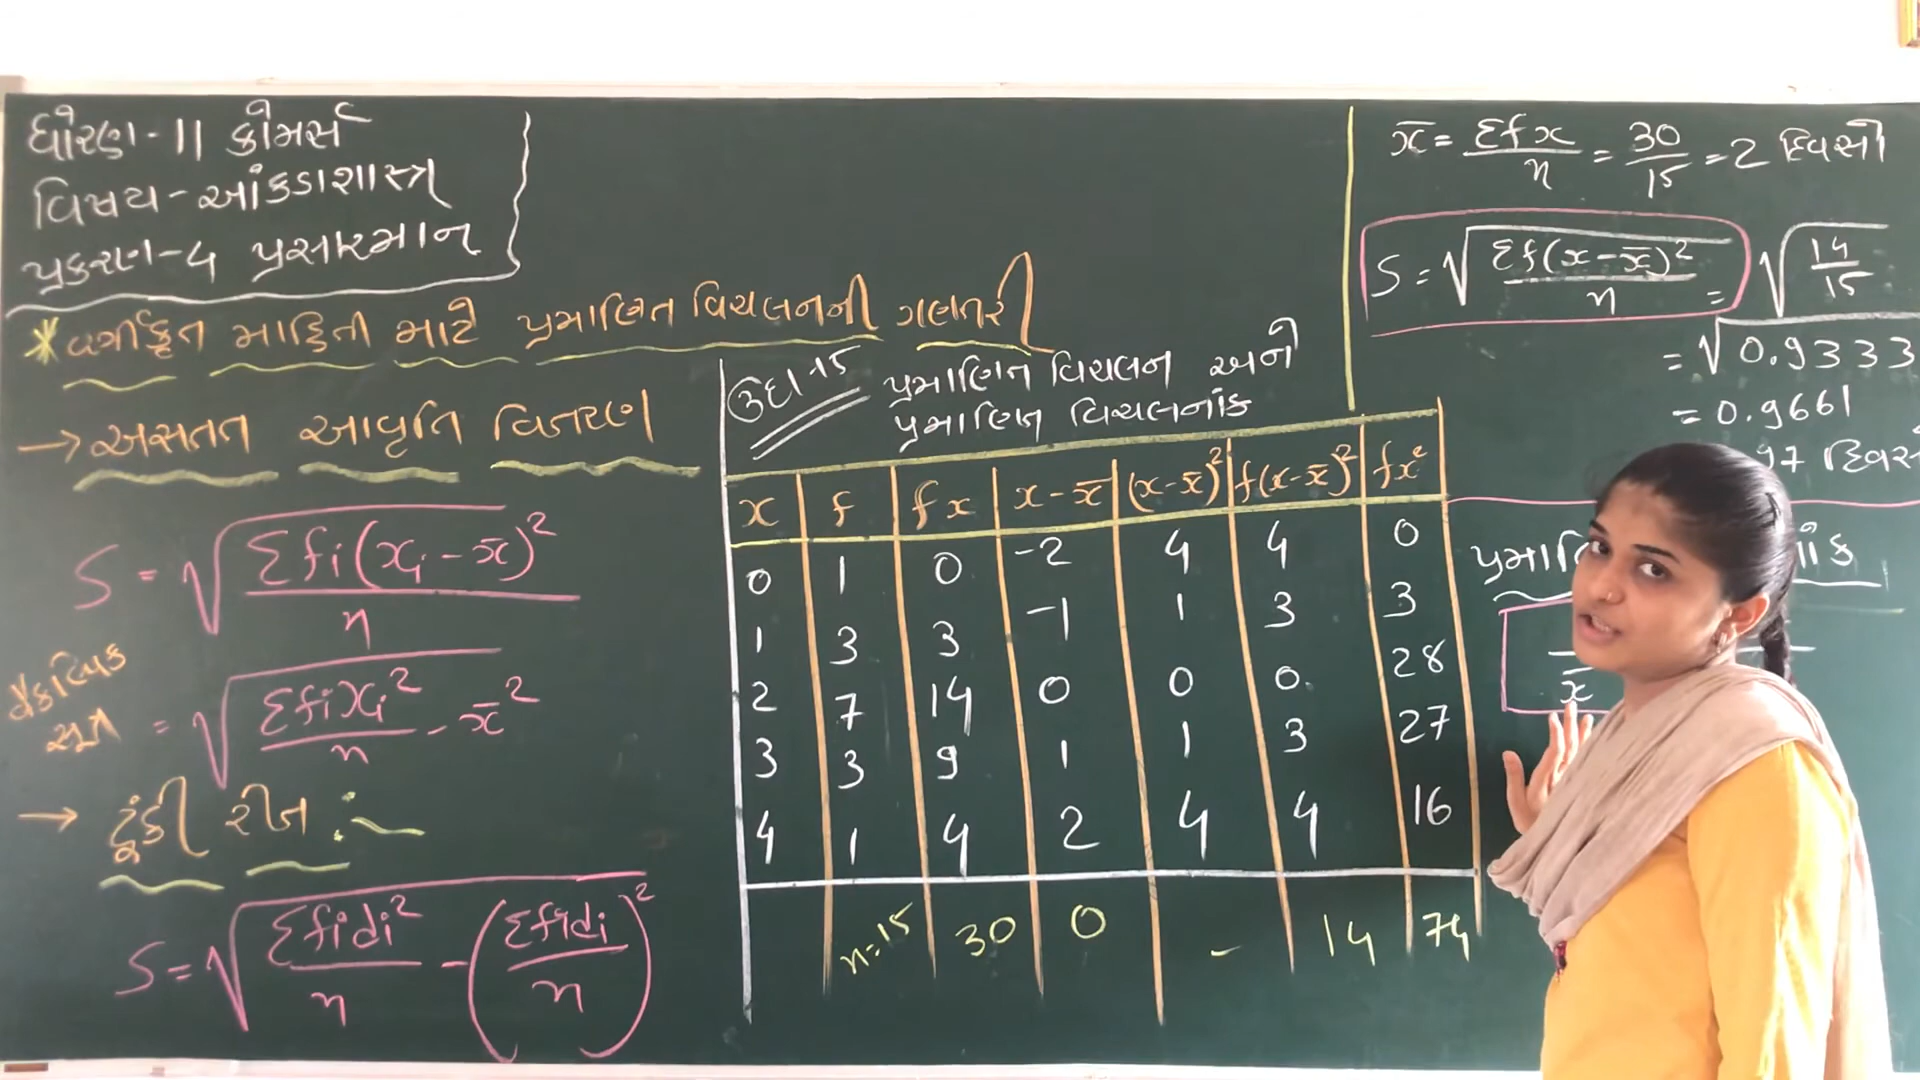 ધોરણ-11 કોમર્સ
વિષય-આંકડાશાસ્ત્ર
પ્રકરણ-4 પ્રસારમાન
* વર્ગીકૃત માહિતી માટે પ્રમાણિત વિચલનની ગણતરી
→ અસતત આવૃતિ વિતરણ
S = √(Σfi(xi - x̄)² / n)
વૈકલ્પિક સૂત્ર = √(Σfixi² / n - x̄²)
→ ટૂંકી રીત :-
S = √(Σfidi² / n - (Σfidi / n)²)
ઉદા-15 પ્રમાણિત વિચલન અને
પ્રમાણિત વિચલનાંક
x f fx x-x̄ (x-x̄)² f(x-x̄)² fx²
0 1 0 -2 4 4 0
1 3 3 -1 1 3 3
2 7 14 0 0 0 28
3 3 9 1 1 3 27
4 1 4 2 4 4 16
n=15 30 0 - 14 74
x̄ = Σfx / n = 30 / 15 = 2 દિવસો
S = √(Σf(x-x̄)² / n) = √(14 / 15)
= √0.9333
= 0.9661
97
x̄